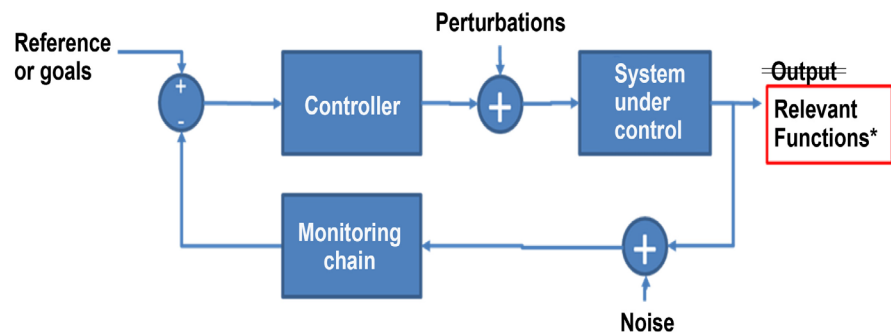 Reference
or goals
+
-
Controller
Perturbations
+
System
under
control
Output
Relevant
Functions*
Monitoring
chain
+
Noise